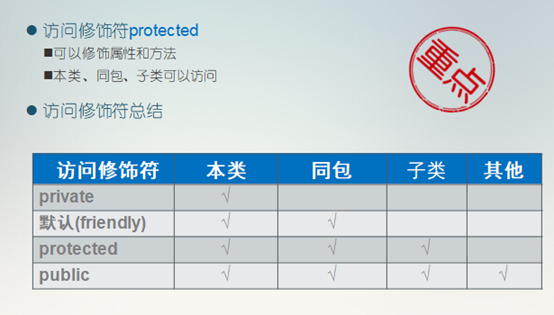 访问修饰符protected
可以修饰属性和方法
本类、同包、子类可以访问
重点
访问修饰符总结
访问修饰符 本类 同包 子类 其他
private √
默认(friendly) √ √
protected √ √ √
public √ √ √ √